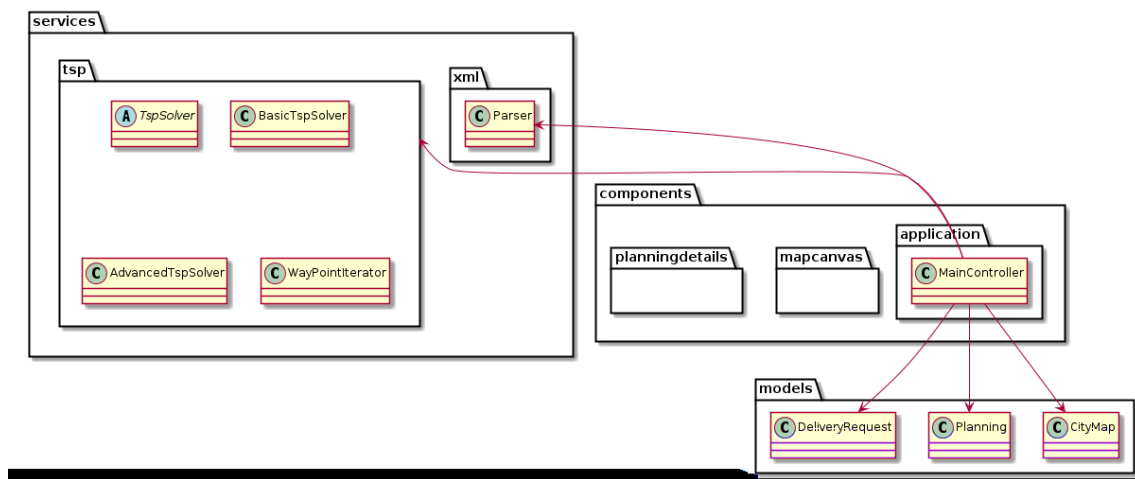 services
tsp
xml
A TspSolver
C BasicTspSolver
C Parser
C AdvancedTspSolver
C WayPointIterator
components
planningdetails
mapcanvas
application
C MainController
models
C DeliveryRequest
C Planning
C CityMap